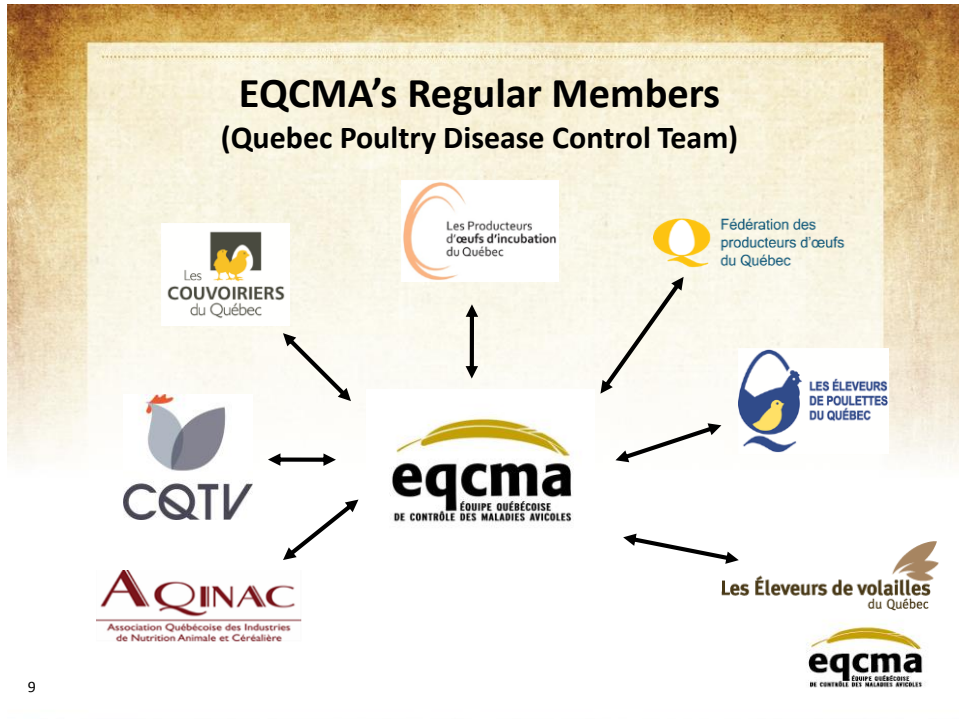 EQCMA’s Regular Members
(Quebec Poultry Disease Control Team)
Les Producteurs
d’œufs d’incubation
du Québec
Fédération des
producteurs d’œufs
du Québec
Les
COUVOIRIERS
du Québec
LES ÉLEVEURS
DE POULETTES
DU QUÉBEC
CQTV
eqcma
ÉQUIPE QUÉBÉCOISE
DE CONTRÔLE DES MALADIES AVICOLES
AQINAC
Association Québécoise des Industries
de Nutrition Animale et Céréalière
Les Éleveurs de volailles
du Québec
eqcma
ÉQUIPE QUÉBÉCOISE
DE CONTRÔLE DES MALADIES AVICOLES
9